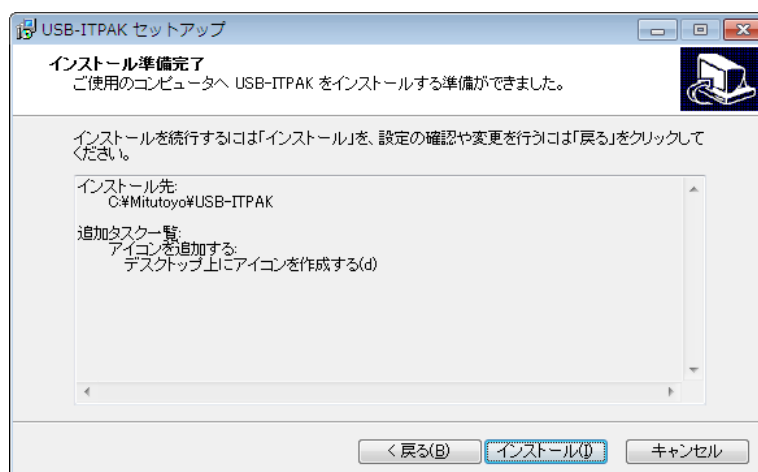 USB-ITPAK セットアップ
インストール準備完了
ご使用のコンピュータへ USB-ITPAK をインストールする準備ができました。
インストールを続行するには「インストール」を、設定の確認や変更を行うには「戻る」をクリックして
ください。
インストール先:
C:¥Mitutoyo¥USB-ITPAK
追加タスク一覧:
アイコンを追加する:
デスクトップ上にアイコンを作成する(d)
< 戻る(B)
インストール(I)
キャンセル